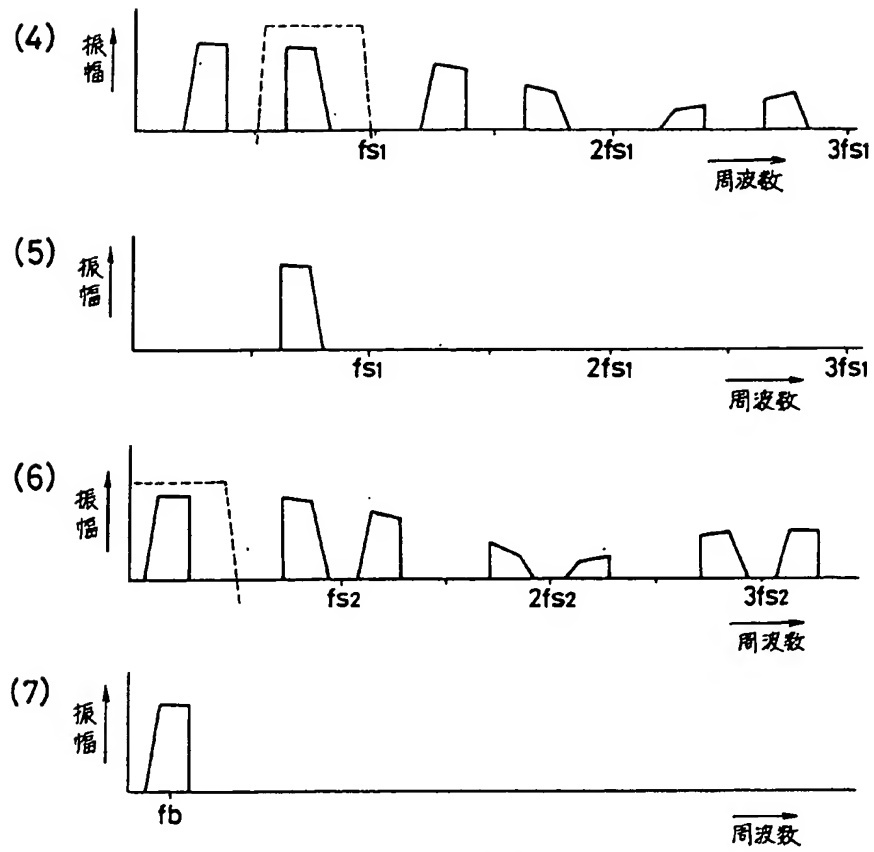 (4)
振幅
fs1
2fs1
3fs1
周波数
(5)
振幅
fs1
2fs1
3fs1
周波数
(6)
振幅
fs2
2fs2
3fs2
周波数
(7)
振幅
fb
周波数